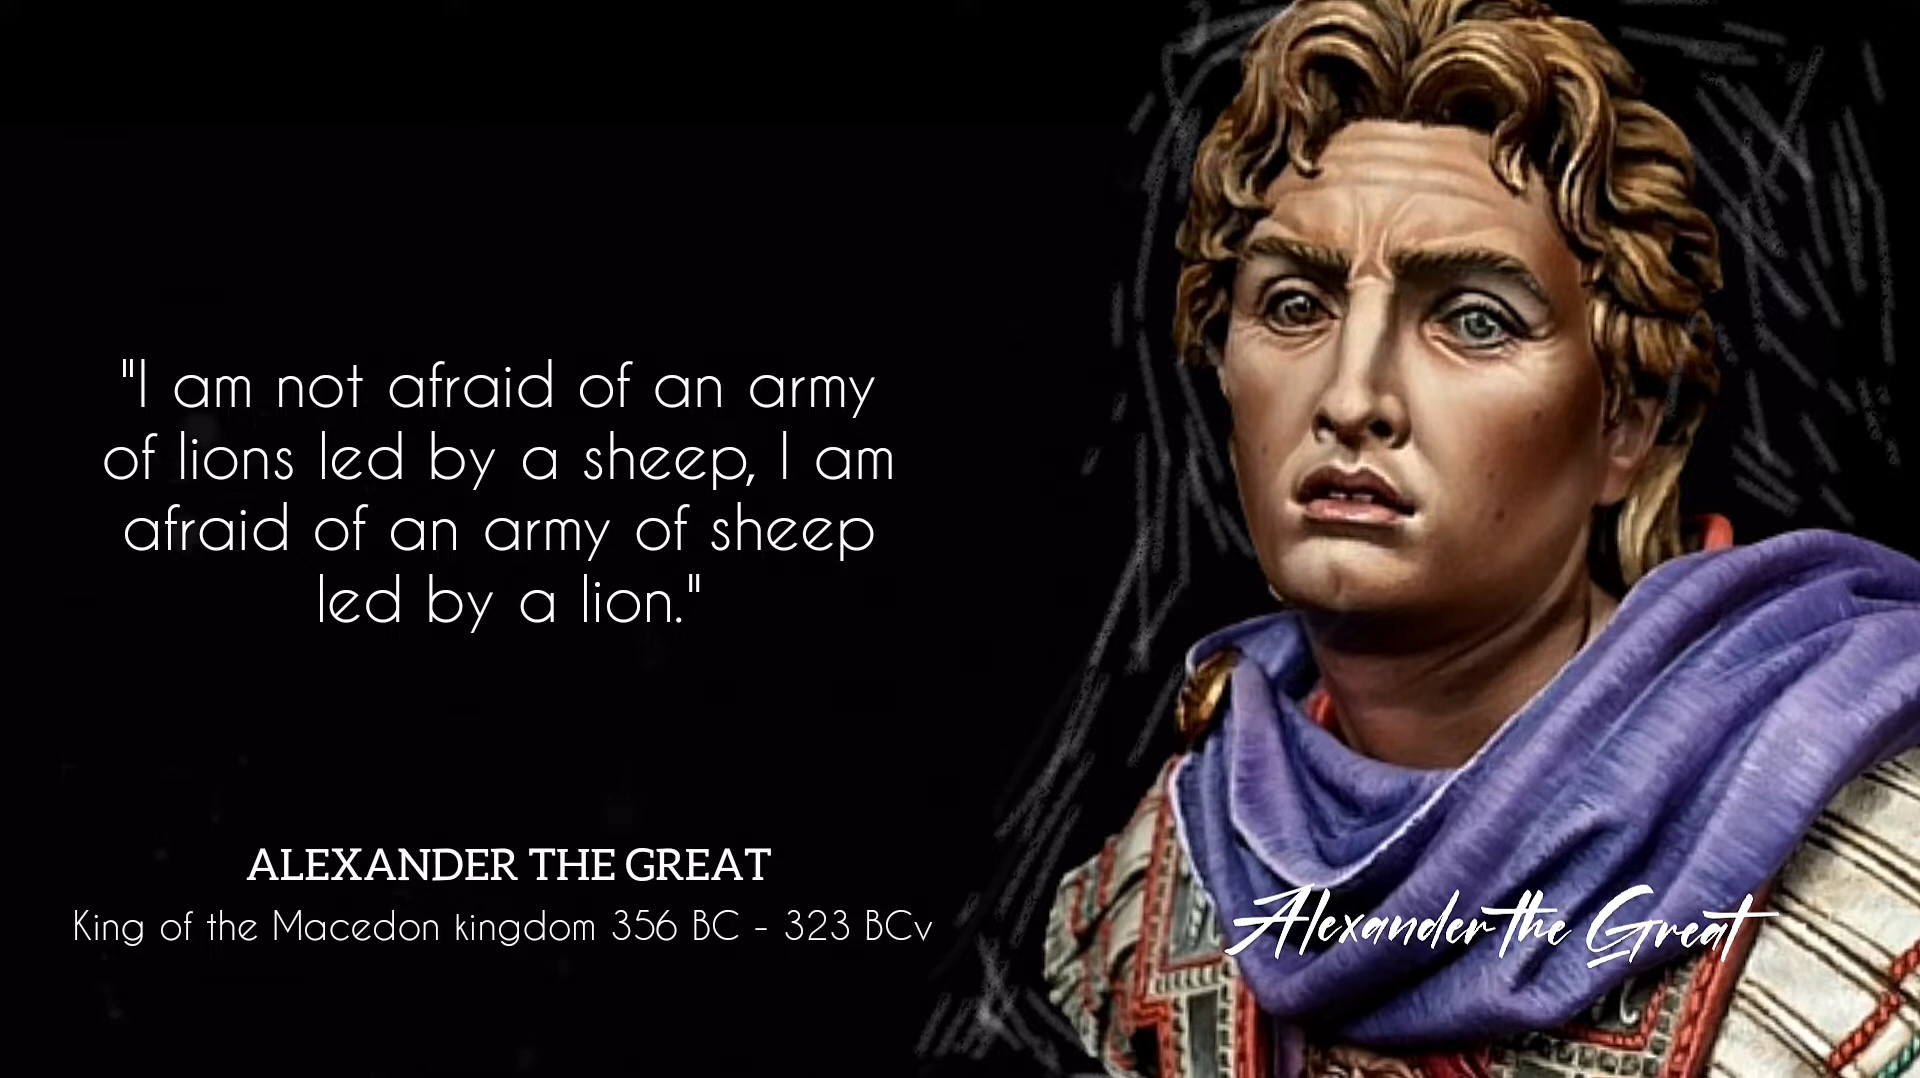 "I am not afraid of an army
of lions led by a sheep, I am
afraid of an army of sheep
led by a lion."
ALEXANDER THE GREAT
King of the Macedon kingdom 356 BC - 323 BCv
Alexander the Great